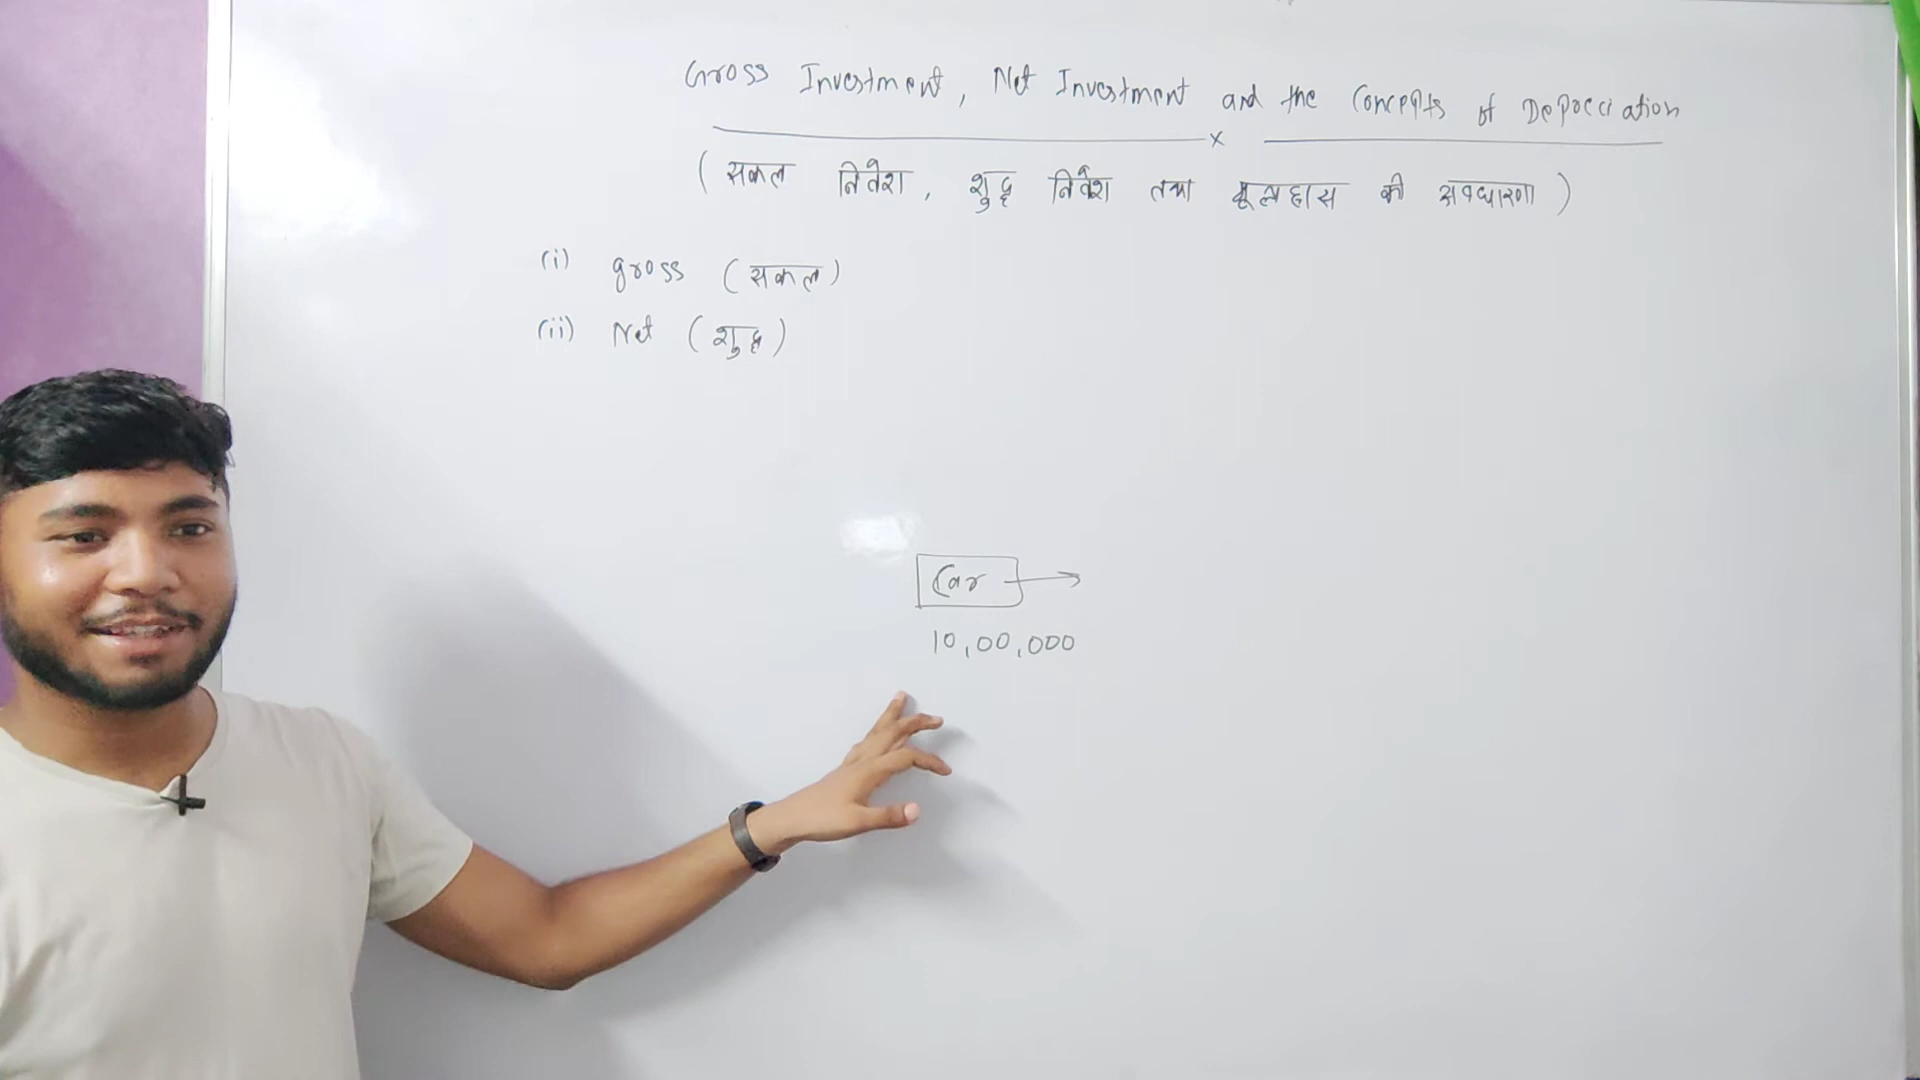 Gross Investment, Net Investment and the Concepts of Depreciation
(सकल निवेश, शुद्ध निवेश तथा मूल्यह्रास की अवधारणा)
(i) gross (सकल)
(ii) Net (शुद्ध)
Car
10,00,000